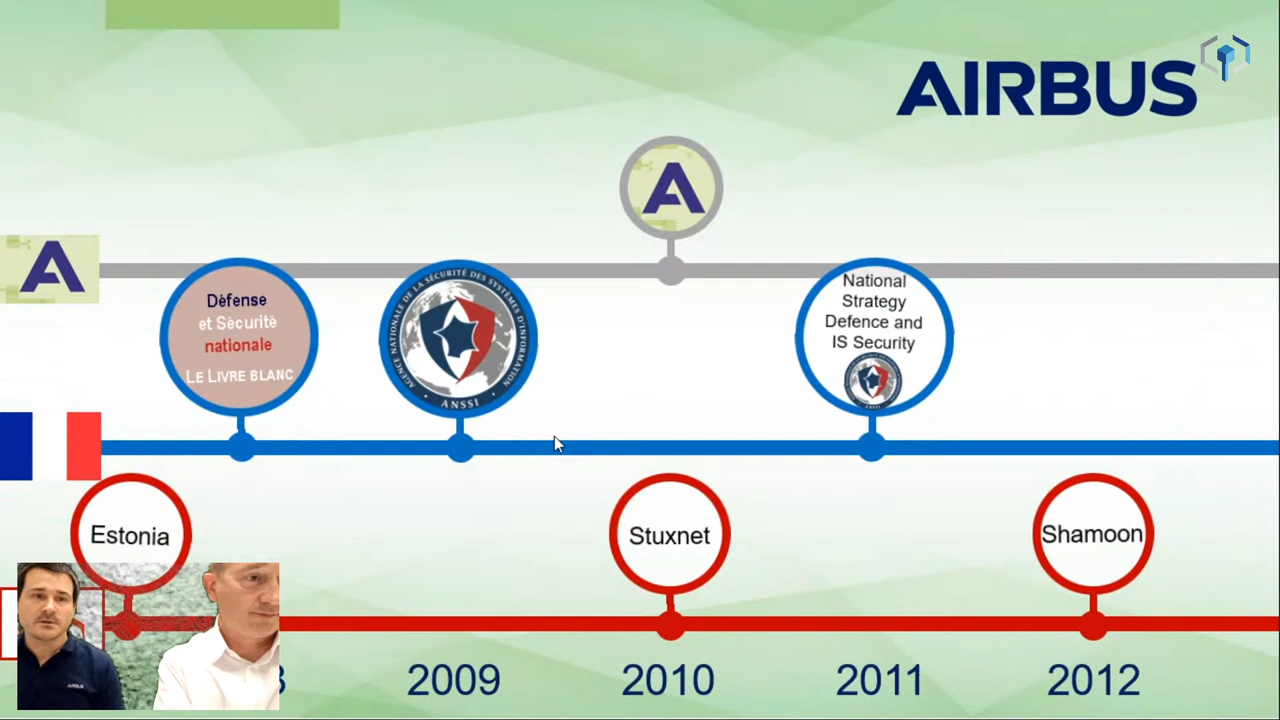 AIRBUS
A
A
Défense
et Sécurité
nationale
LE LIVRE BLANC
AGENCE NATIONALE DE LA SÉCURITÉ DES SYSTÈMES D'INFORMATION
ANSSI
National
Strategy
Defence and
IS Security
Estonia
Stuxnet
Shamoon
2009
2010
2011
2012